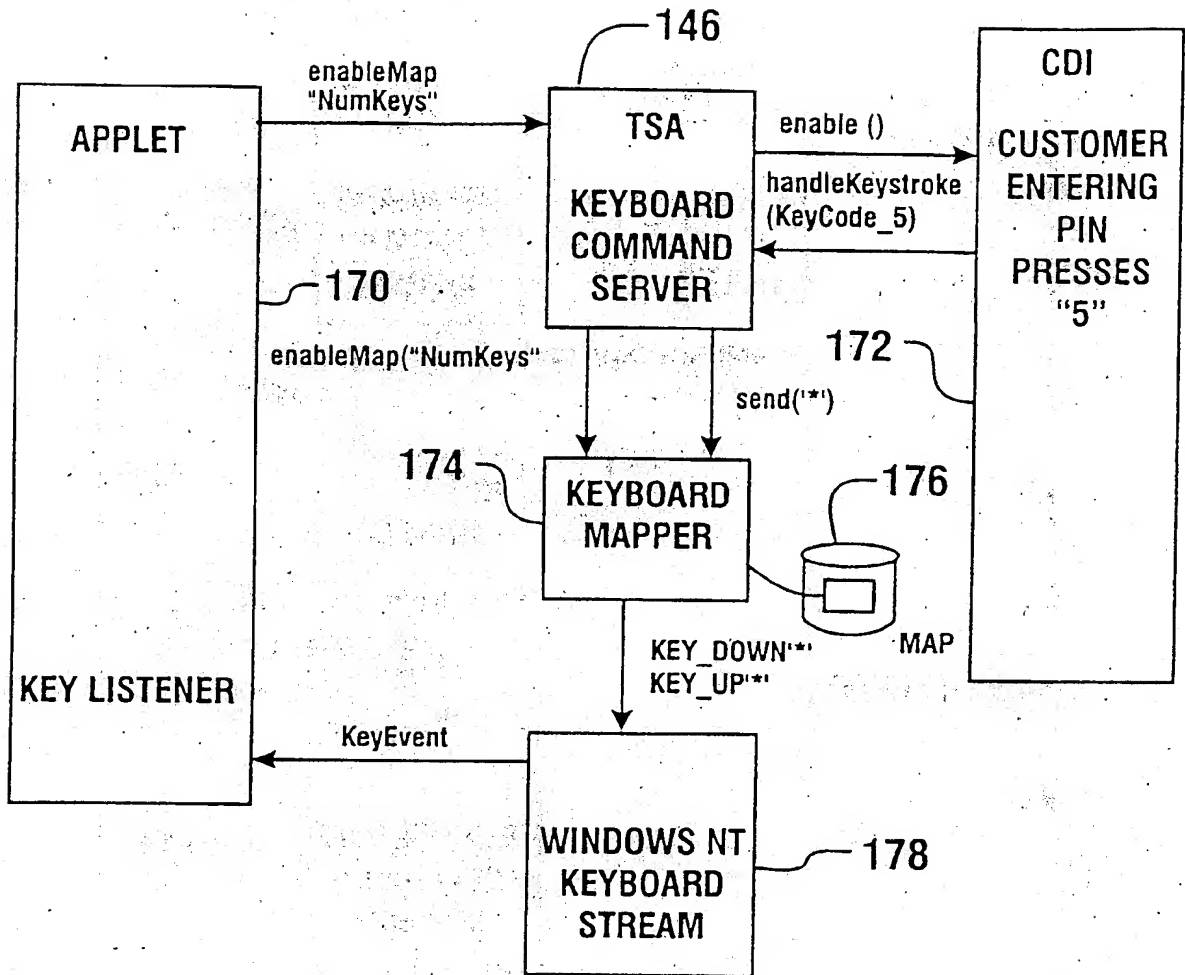 146
enableMap
"NumKeys"
APPLET
TSA
KEYBOARD
COMMAND
SERVER
enable ()
handleKeystroke
(KeyCode_5)
CDI
CUSTOMER
ENTERING
PIN
PRESSES
"5"
170
172
enableMap("NumKeys"
send('*')
174
KEYBOARD
MAPPER
176
MAP
KEY_DOWN'*'
KEY_UP'*'
KEY LISTENER
KeyEvent
WINDOWS NT
KEYBOARD
STREAM
178